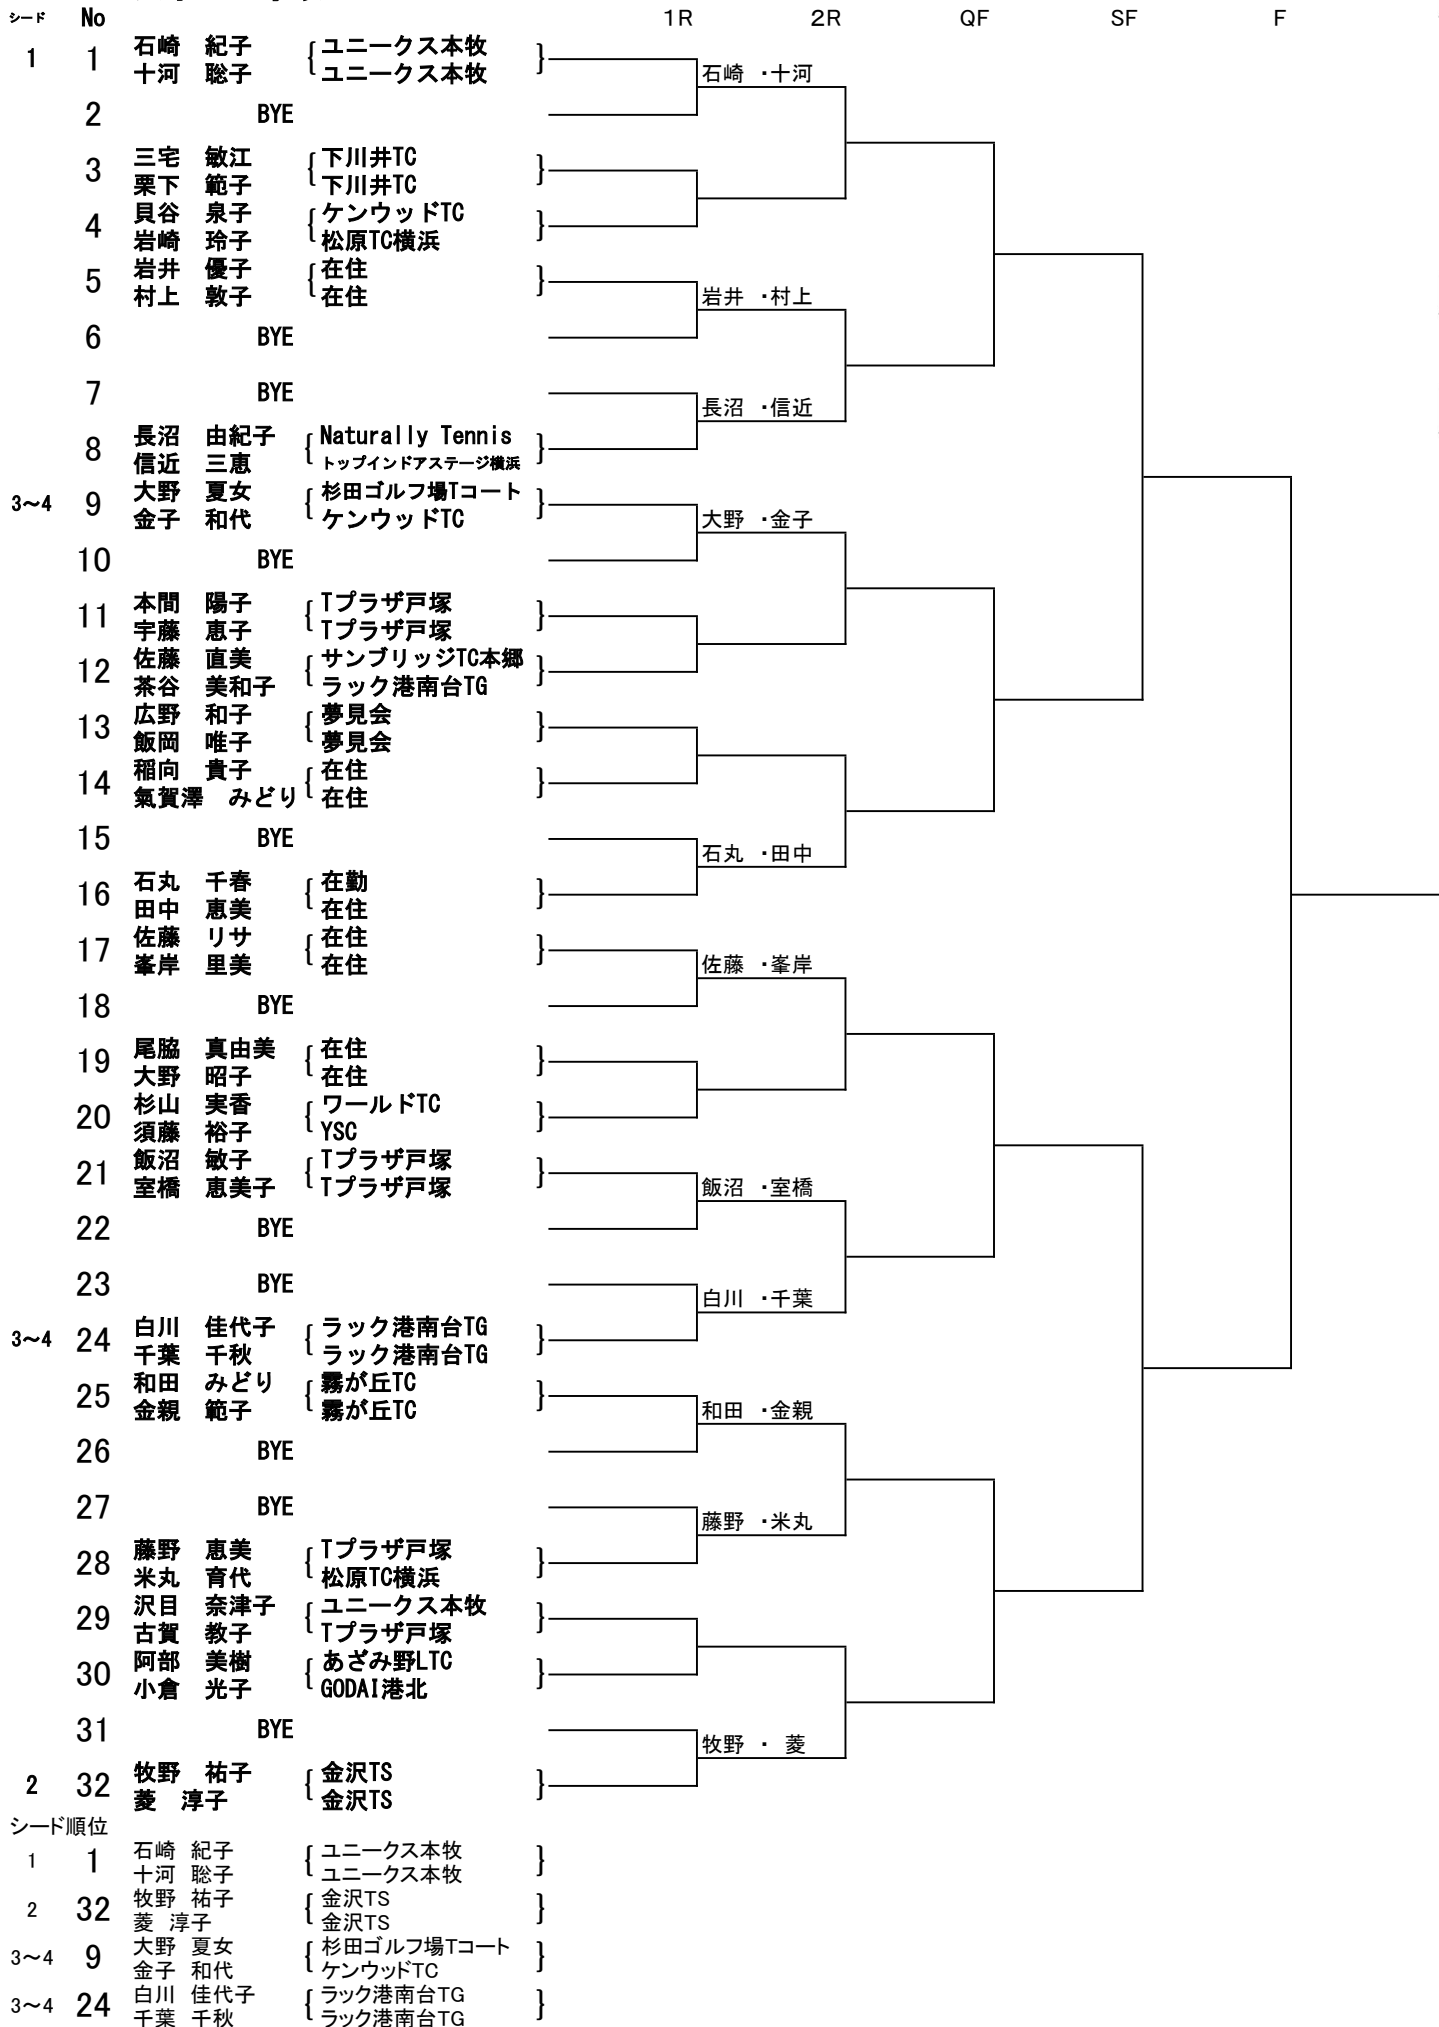 シード No 1R 2R QF SF F
1 1 石崎 紀子 { ユニークス本牧 }
十河 聡子 ユニークス本牧
石崎 ・十河
2 BYE
3 三宅 敏江 { 下川井TC }
栗下 範子 下川井TC
4 貝谷 泉子 { ケンウッドTC }
岩崎 玲子 松原TC横浜
5 岩井 優子 { 在住 }
村上 敦子 在住
岩井 ・村上
6 BYE
7 BYE
長沼 ・信近
8 長沼 由紀子 { Naturally Tennis }
信近 三恵 トップインドアステージ横浜
3～4 9 大野 夏女 { 杉田ゴルフ場Tコート }
金子 和代 ケンウッドTC
大野 ・金子
10 BYE
11 本間 陽子 { Tプラザ戸塚 }
宇藤 恵子 Tプラザ戸塚
12 佐藤 直美 { サンブリッジTC本郷 }
茶谷 美和子 ラック港南台TG
13 広野 和子 { 夢見会 }
飯岡 唯子 夢見会
14 稲向 貴子 { 在住 }
氣賀澤 みどり 在住
15 BYE
石丸 ・田中
16 石丸 千春 { 在勤 }
田中 恵美 在住
17 佐藤 リサ { 在住 }
峯岸 里美 在住
佐藤 ・峯岸
18 BYE
19 尾脇 真由美 { 在住 }
大野 昭子 在住
20 杉山 実香 { ワールドTC }
須藤 裕子 YSC
21 飯沼 敏子 { Tプラザ戸塚 }
室橋 恵美子 Tプラザ戸塚
飯沼 ・室橋
22 BYE
23 BYE
白川 ・千葉
3～4 24 白川 佳代子 { ラック港南台TG }
千葉 千秋 ラック港南台TG
25 和田 みどり { 霧が丘TC }
金親 範子 霧が丘TC
和田 ・金親
26 BYE
27 BYE
藤野 ・米丸
28 藤野 恵美 { Tプラザ戸塚 }
米丸 育代 松原TC横浜
29 沢目 奈津子 { ユニークス本牧 }
古賀 教子 Tプラザ戸塚
30 阿部 美樹 { あざみ野LTC }
小倉 光子 GODAI港北
31 BYE
牧野 ・ 菱
2 32 牧野 祐子 { 金沢TS }
菱 淳子 金沢TS
シード順位
1 1 石崎 紀子 { ユニークス本牧 }
十河 聡子 ユニークス本牧
2 32 牧野 祐子 { 金沢TS }
菱 淳子 金沢TS
3～4 9 大野 夏女 { 杉田ゴルフ場Tコート }
金子 和代 ケンウッドTC
3～4 24 白川 佳代子 { ラック港南台TG }
千葉 千秋 ラック港南台TG